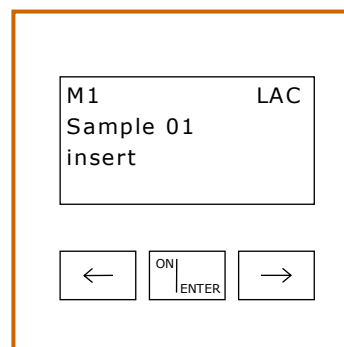 M1 LAC
Sample 01
insert
← ON ENTER →